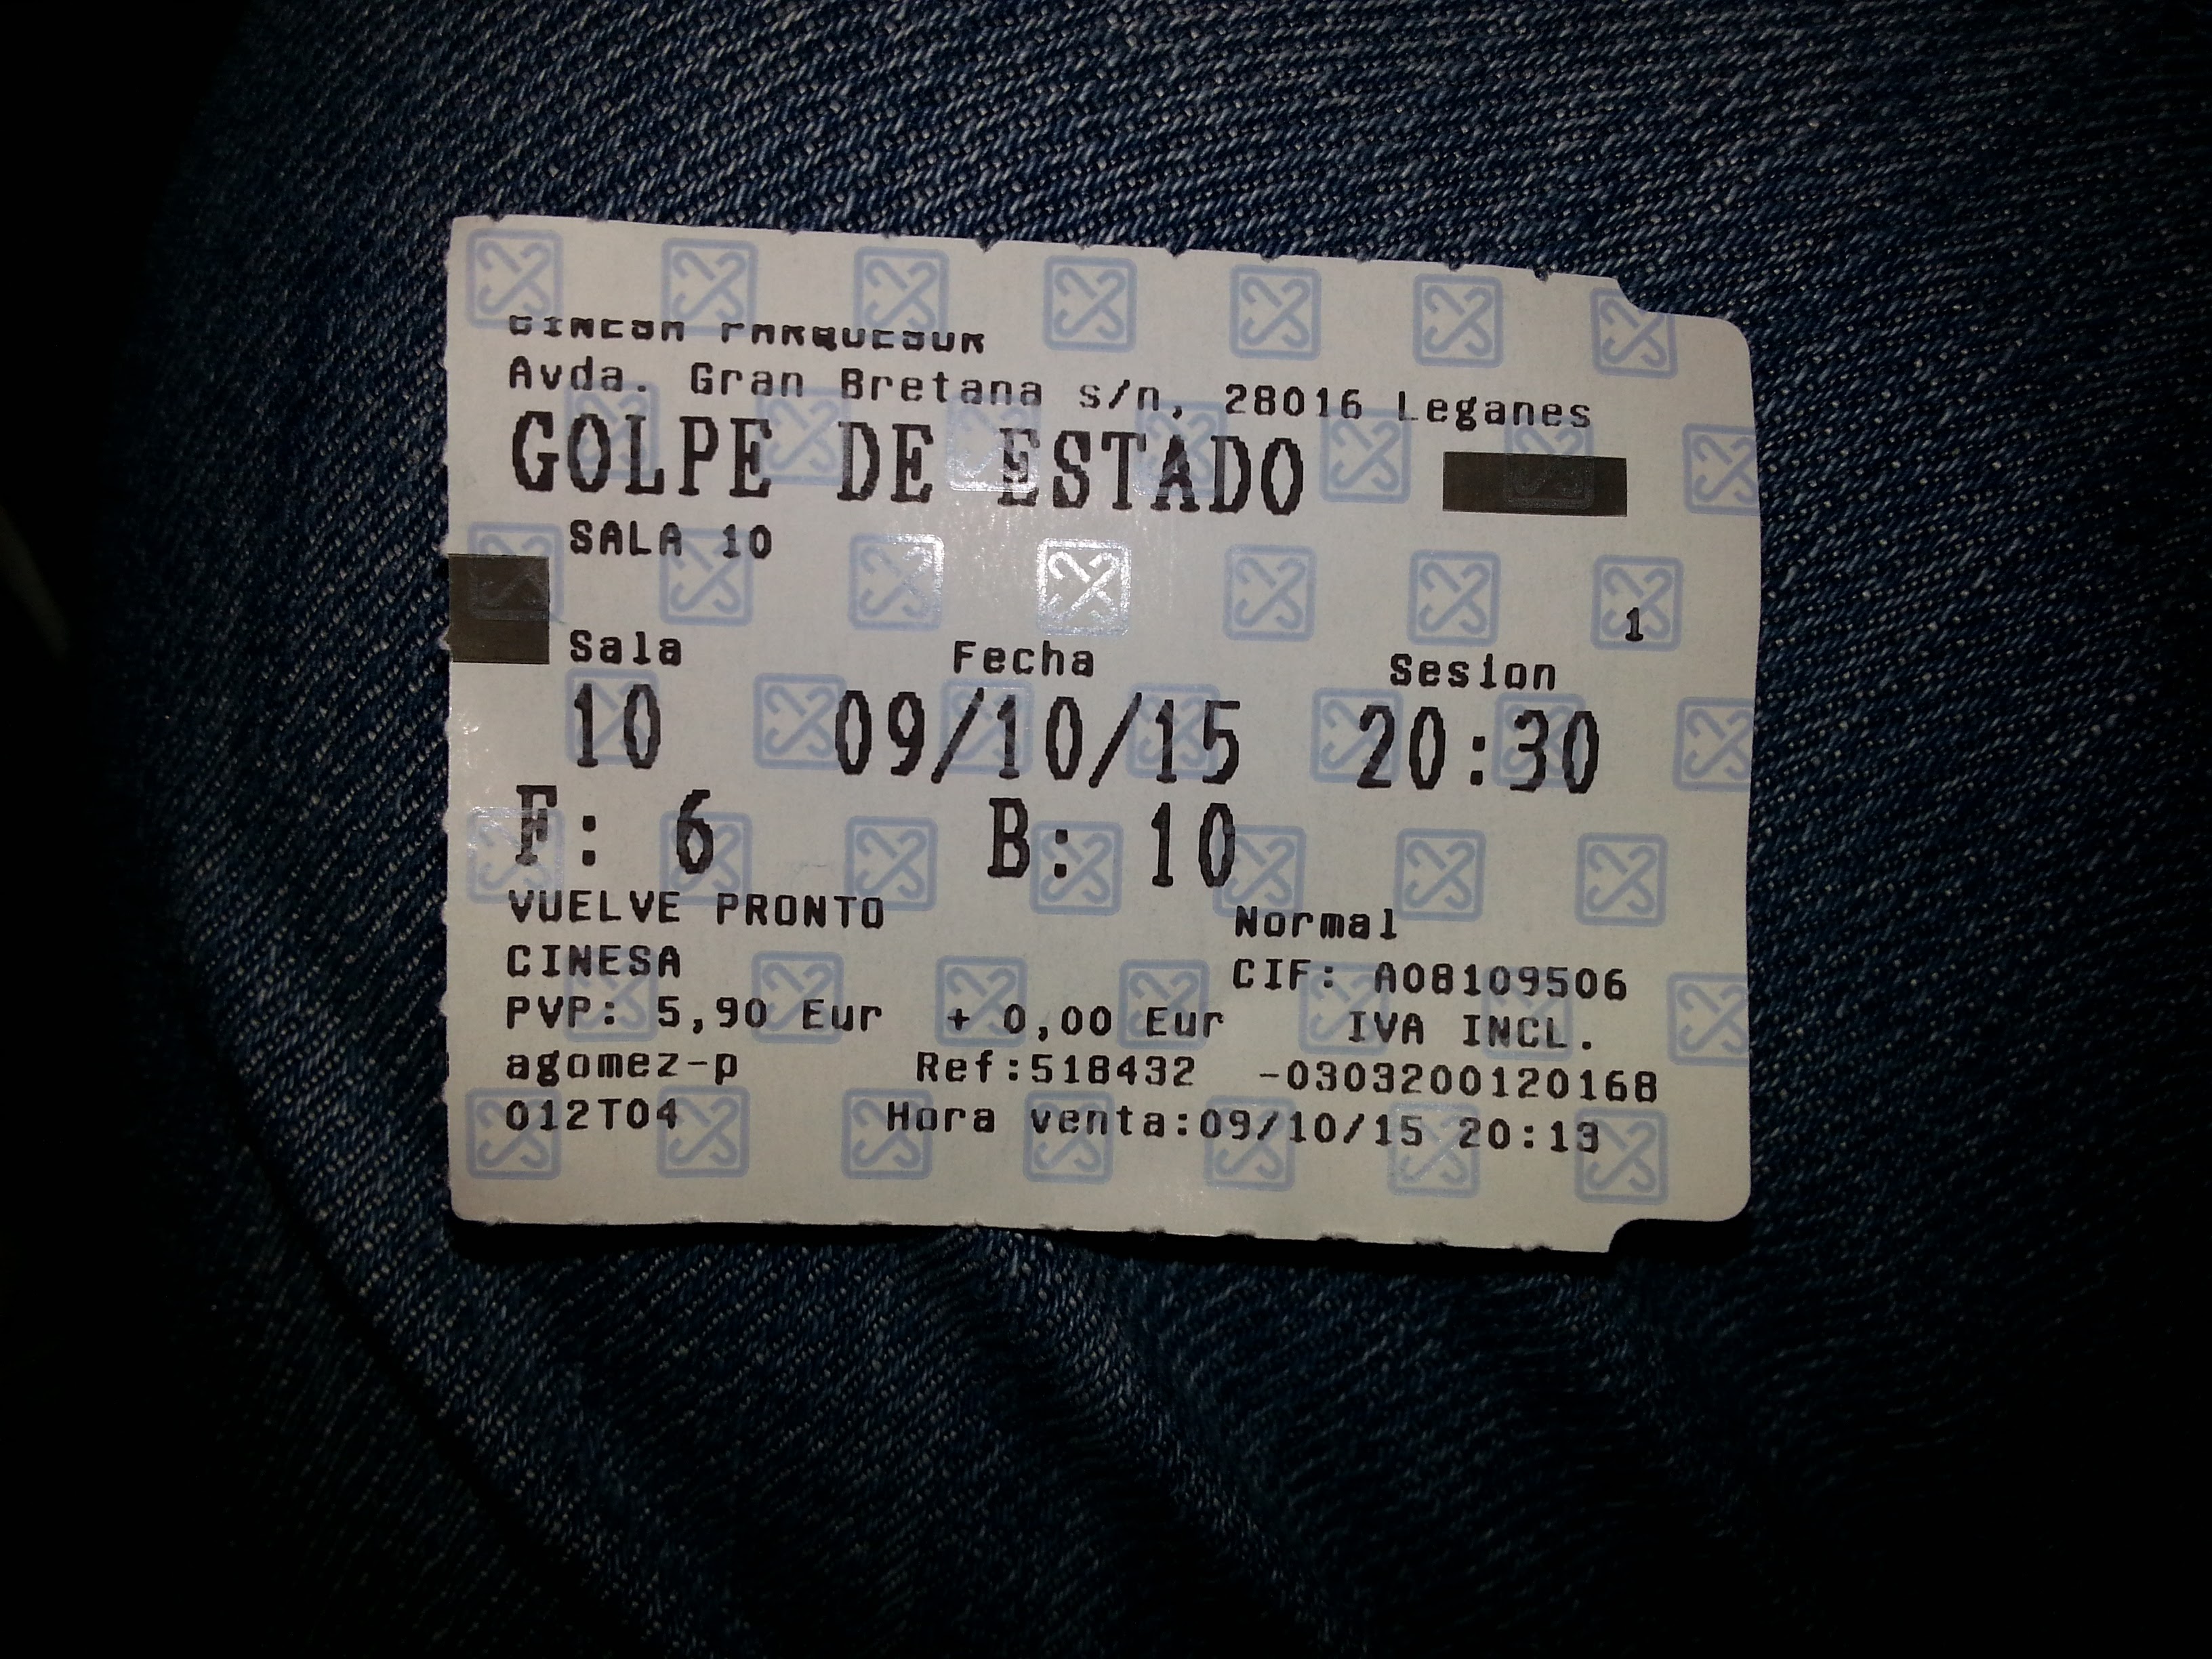 CINESA PARQUESUR
Avda. Gran Bretana s/n, 28016 Leganes
GOLPE DE ESTADO
SALA 10
1
Sala Fecha Sesion
10 09/10/15 20:30
F: 6 B: 10
VUELVE PRONTO Normal
CINESA CIF: A08109506
PVP: 5,90 Eur + 0,00 Eur IVA INCL.
agomez-p Ref:518432 -0303200120168
012T04 Hora venta:09/10/15 20:13